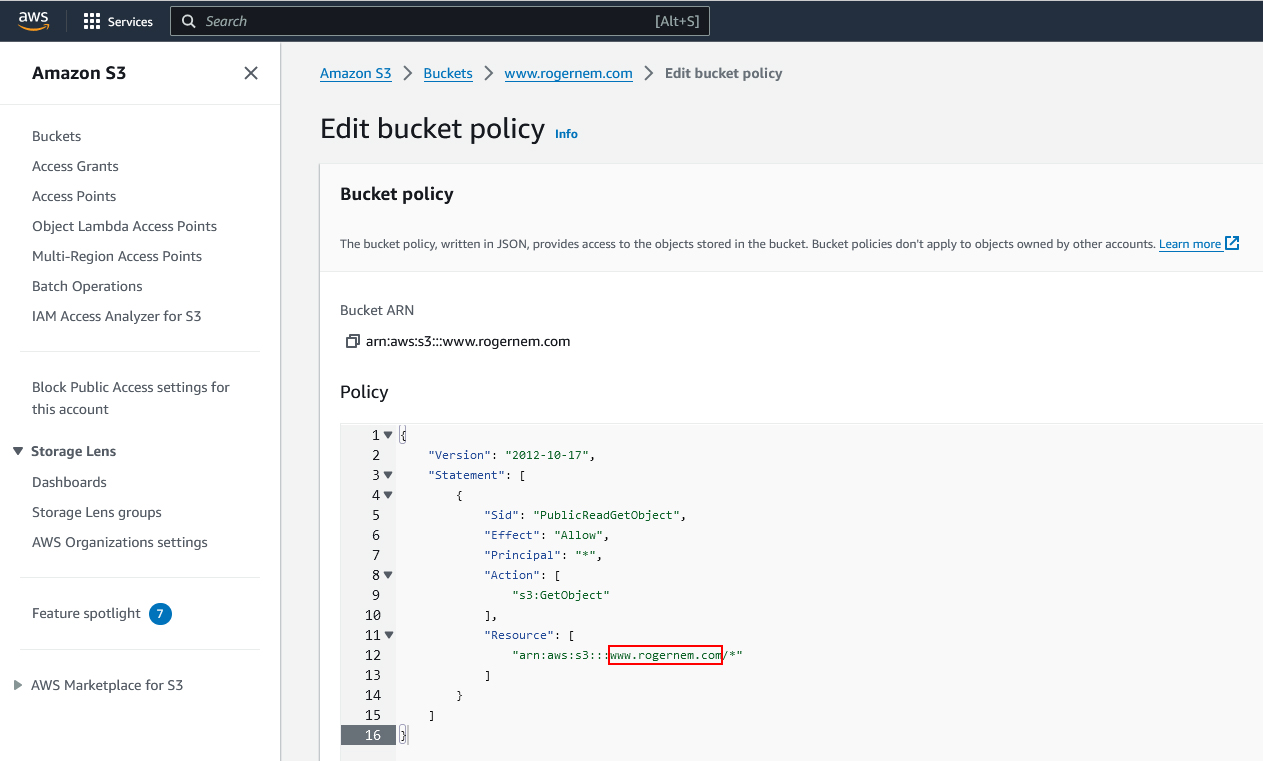 aws Services Search [Alt+S]
Amazon S3
Buckets
Access Grants
Access Points
Object Lambda Access Points
Multi-Region Access Points
Batch Operations
IAM Access Analyzer for S3
Block Public Access settings for
this account
Storage Lens
Dashboards
Storage Lens groups
AWS Organizations settings
Feature spotlight 7
AWS Marketplace for S3
Amazon S3 > Buckets > www.rogernem.com > Edit bucket policy
Edit bucket policy Info
Bucket policy
The bucket policy, written in JSON, provides access to the objects stored in the bucket. Bucket policies don't apply to objects owned by other accounts. Learn more
Bucket ARN
arn:aws:s3:::www.rogernem.com
Policy
1 {
2 "Version": "2012-10-17",
3 "Statement": [
4 {
5 "Sid": "PublicReadGetObject",
6 "Effect": "Allow",
7 "Principal": "*",
8 "Action": [
9 "s3:GetObject"
10 ],
11 "Resource": [
12 "arn:aws:s3:::www.rogernem.com/*"
13 ]
14 }
15 ]
16 }